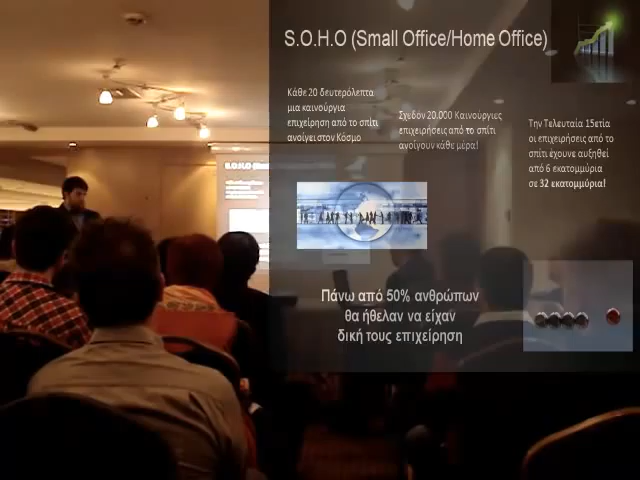 S.O.H.O (Small Office/Home Office)
Κάθε 20 δευτερόλεπτα
μια καινούργια
επιχείρηση από το σπίτι
ανοίγει στον Κόσμο
Σχεδόν 20.000 Καινούργιες
επιχειρήσεις από το σπίτι
ανοίγουν κάθε μέρα!
Την Τελευταία 15ετία
οι επιχειρήσεις από το
σπίτι έχουνε αυξηθεί
από 6 εκατομμύρια
σε 32 εκατομμύρια!
Πάνω από 50% ανθρώπων
θα ήθελαν να είχαν
δική τους επιχείρηση
S.O.H.O